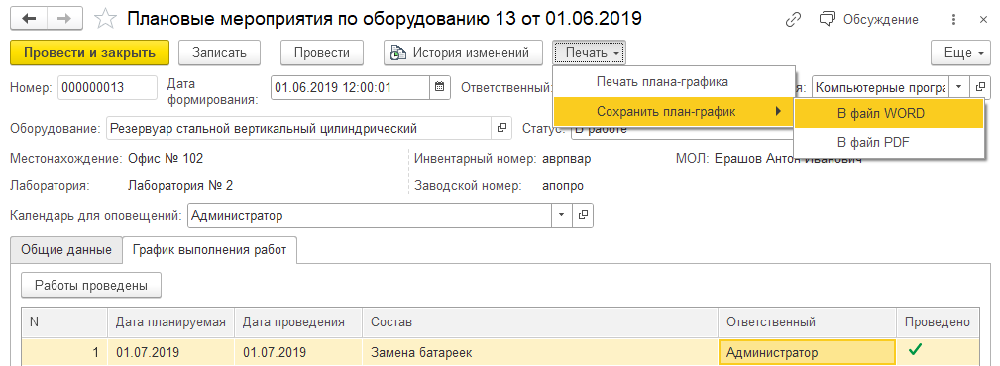 Плановые мероприятия по оборудованию 13 от 01.06.2019
Обсуждение
Провести и закрыть Записать Провести История изменений Печать Еще
Номер: 000000013 Дата формирования: 01.06.2019 12:00:01 Ответственный: Компьютерные програ
Печать плана-графика
Сохранить план-график
В файл WORD
В файл PDF
Оборудование: Резервуар стальной вертикальный цилиндрический Статус: В работе
Местонахождение: Офис № 102 Инвентарный номер: аврпвар МОЛ: Ерашов Антон Иванович
Лаборатория: Лаборатория № 2 Заводской номер: апопро
Календарь для оповещений: Администратор
Общие данные График выполнения работ
Работы проведены
N Дата планируемая Дата проведения Состав Ответственный Проведено
1 01.07.2019 01.07.2019 Замена батареек Администратор